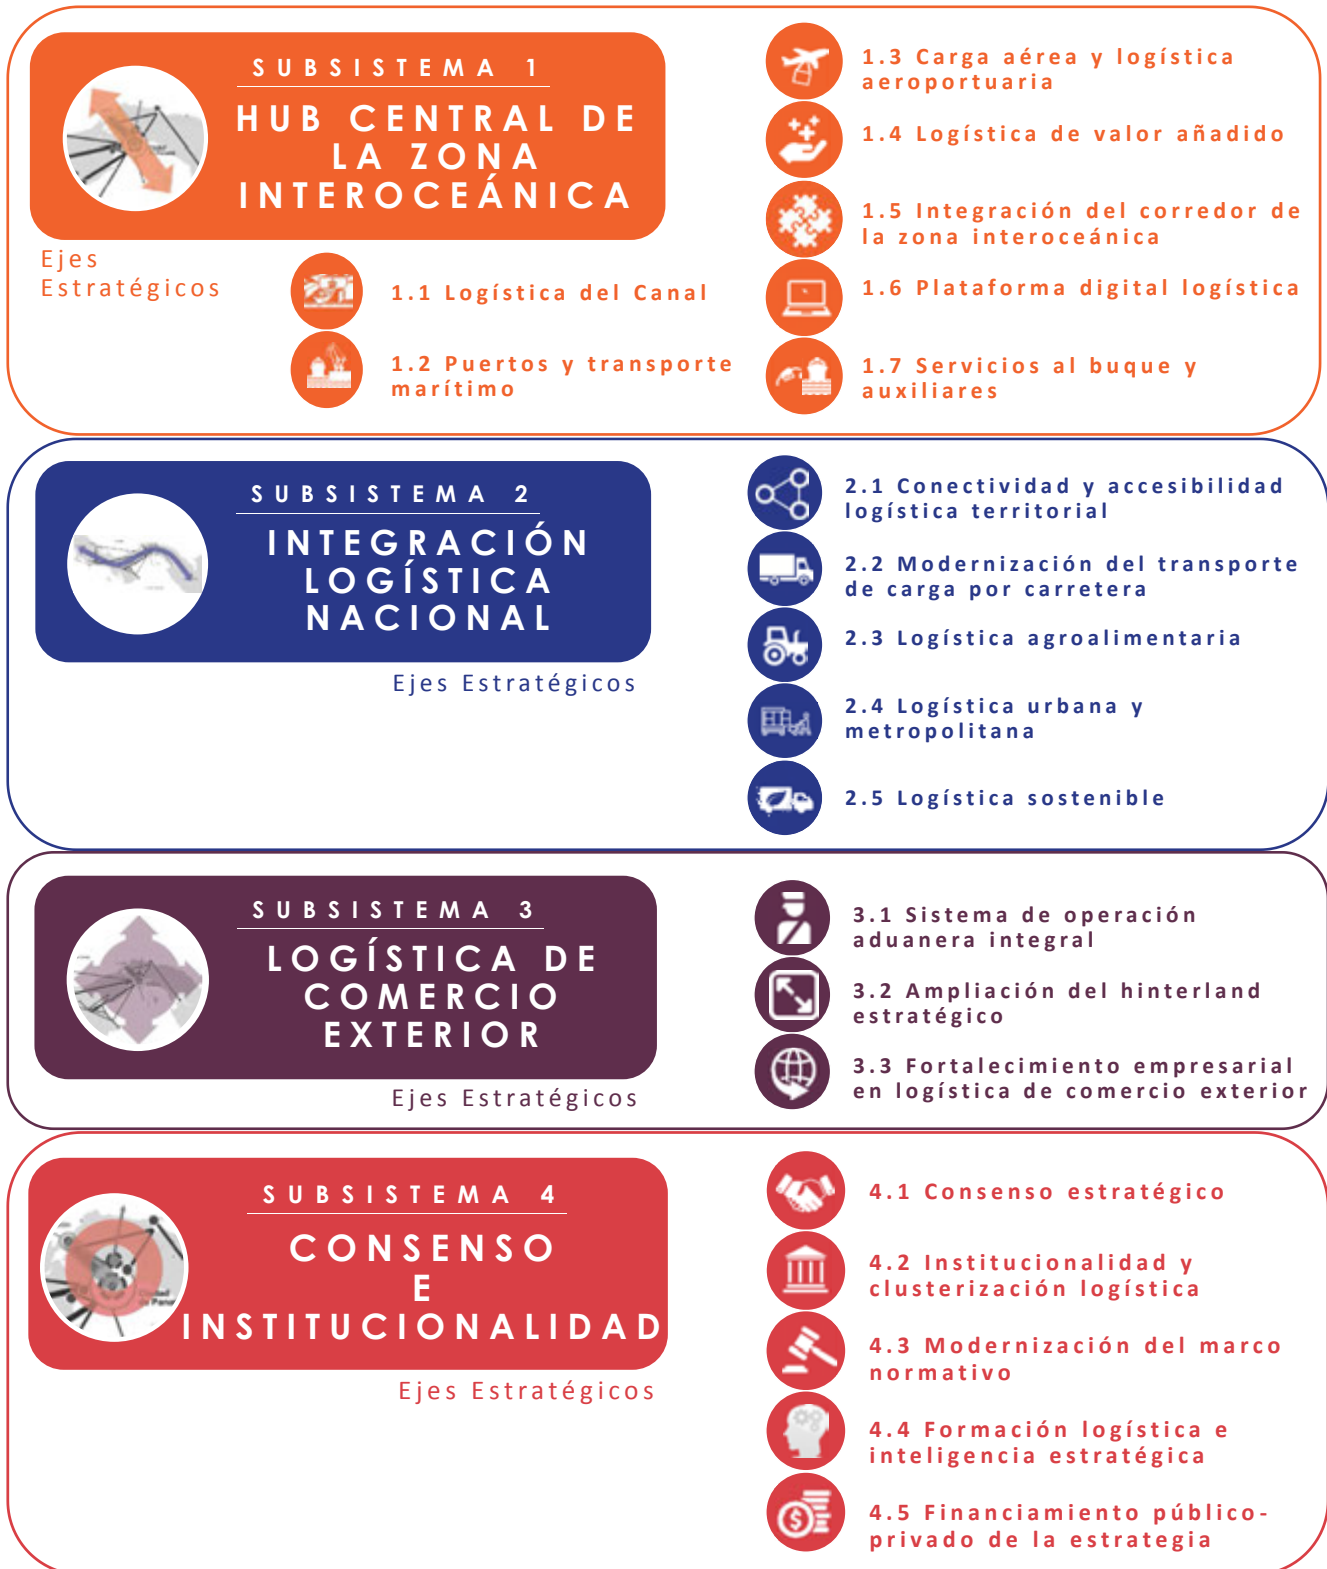 SUBSISTEMA 1
HUB CENTRAL DE
LA ZONA
INTEROCEÁNICA
Ejes
Estratégicos
1.1 Logística del Canal
1.2 Puertos y transporte
marítimo
1.3 Carga aérea y logística
aeroportuaria
1.4 Logística de valor añadido
1.5 Integración del corredor de
la zona interoceánica
1.6 Plataforma digital logística
1.7 Servicios al buque y
auxiliares
SUBSISTEMA 2
INTEGRACIÓN
LOGÍSTICA
NACIONAL
Ejes Estratégicos
2.1 Conectividad y accesibilidad
logística territorial
2.2 Modernización del transporte
de carga por carretera
2.3 Logística agroalimentaria
2.4 Logística urbana y
metropolitana
2.5 Logística sostenible
SUBSISTEMA 3
LOGÍSTICA DE
COMERCIO
EXTERIOR
Ejes Estratégicos
3.1 Sistema de operación
aduanera integral
3.2 Ampliación del hinterland
estratégico
3.3 Fortalecimiento empresarial
en logística de comercio exterior
SUBSISTEMA 4
CONSENSO
E
INSTITUCIONALIDAD
Ejes Estratégicos
4.1 Consenso estratégico
4.2 Institucionalidad y
clusterización logística
4.3 Modernización del marco
normativo
4.4 Formación logística e
inteligencia estratégica
4.5 Financiamiento público-
privado de la estrategia